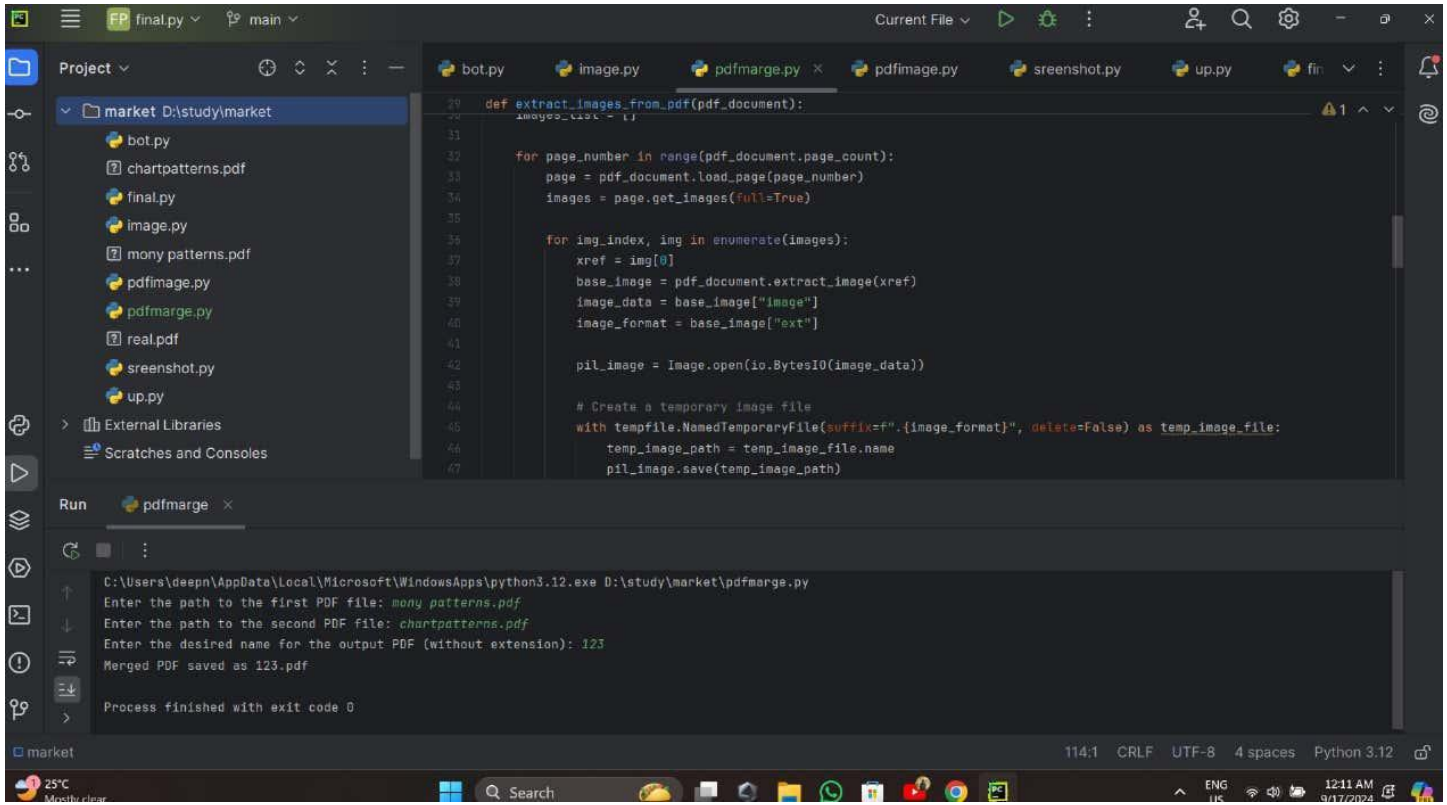 FP final.py main Current File
Project
bot.py image.py pdfmarge.py pdfimage.py sreenshot.py up.py fin
market D:\study\market
bot.py
chartpatterns.pdf
final.py
image.py
mony patterns.pdf
pdfimage.py
pdfmarge.py
real.pdf
sreenshot.py
up.py
External Libraries
Scratches and Consoles
29 def extract_images_from_pdf(pdf_document):
30 images_list = []
31
32 for page_number in range(pdf_document.page_count):
33 page = pdf_document.load_page(page_number)
34 images = page.get_images(full=True)
35
36 for img_index, img in enumerate(images):
37 xref = img[0]
38 base_image = pdf_document.extract_image(xref)
39 image_data = base_image["image"]
40 image_format = base_image["ext"]
41
42 pil_image = Image.open(io.BytesIO(image_data))
43
44 # Create a temporary image file
45 with tempfile.NamedTemporaryFile(suffix=f".{image_format}", delete=False) as temp_image_file:
46 temp_image_path = temp_image_file.name
47 pil_image.save(temp_image_path)
1
Run pdfmarge
C:\Users\deepn\AppData\Local\Microsoft\WindowsApps\python3.12.exe D:\study\market\pdfmarge.py
Enter the path to the first PDF file: mony patterns.pdf
Enter the path to the second PDF file: chartpatterns.pdf
Enter the desired name for the output PDF (without extension): 123
Merged PDF saved as 123.pdf
Process finished with exit code 0
market 114:1 CRLF UTF-8 4 spaces Python 3.12
1 25°C
Mostly clear
Search
ENG
US
12:11 AM
9/17/2024